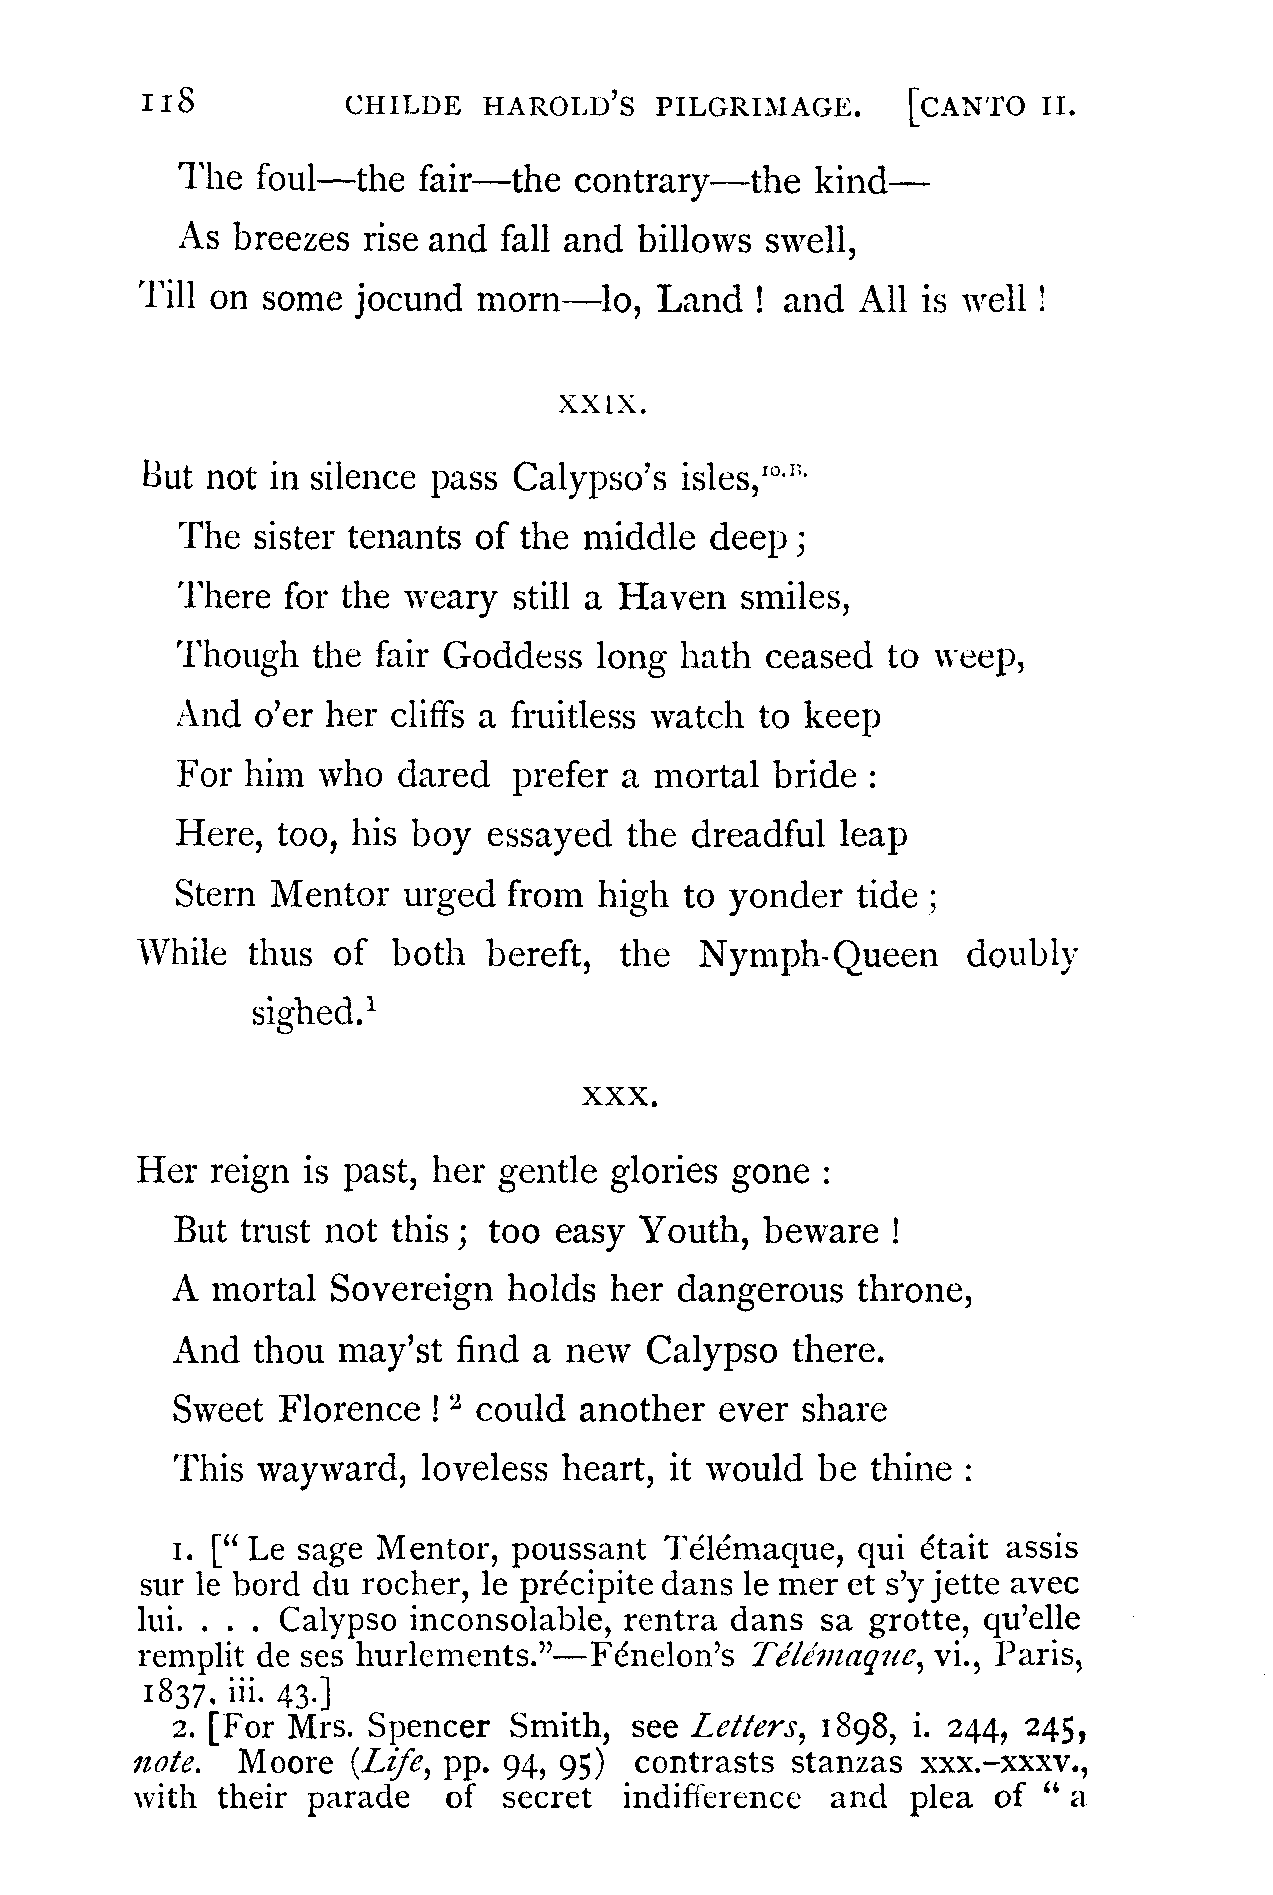 118 CHILDE HAROLD'S PILGRIMAGE. [CANTO II.
The foul—the fair—the contrary—the kind—
As breezes rise and fall and billows swell,
Till on some jocund morn—lo, Land ! and All is well !
XXIX.
But not in silence pass Calypso's isles,10.B.
The sister tenants of the middle deep ;
There for the weary still a Haven smiles,
Though the fair Goddess long hath ceased to weep,
And o'er her cliffs a fruitless watch to keep
For him who dared prefer a mortal bride :
Here, too, his boy essayed the dreadful leap
Stern Mentor urged from high to yonder tide ;
While thus of both bereft, the Nymph-Queen doubly
sighed.1
XXX.
Her reign is past, her gentle glories gone :
But trust not this ; too easy Youth, beware !
A mortal Sovereign holds her dangerous throne,
And thou may'st find a new Calypso there.
Sweet Florence ! 2 could another ever share
This wayward, loveless heart, it would be thine :
1. [" Le sage Mentor, poussant Télémaque, qui était assis
sur le bord du rocher, le précipite dans le mer et s'y jette avec
lui. . . . Calypso inconsolable, rentra dans sa grotte, qu'elle
remplit de ses hurlements."—Fénelon's Télémaque, vi., Paris,
1837, iii. 43.]
2. [For Mrs. Spencer Smith, see Letters, 1898, i. 244, 245,
note. Moore (Life, pp. 94, 95) contrasts stanzas xxx.–xxxv.,
with their parade of secret indifference and plea of " a